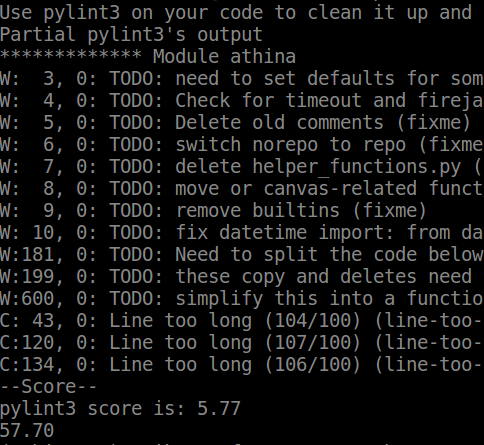 Use pylint3 on your code to clean it up and
Partial pylint3's output
************* Module athina
W:  3, 0: TODO: need to set defaults for som
W:  4, 0: TODO: Check for timeout and fireja
W:  5, 0: TODO: Delete old comments (fixme)
W:  6, 0: TODO: switch norepo to repo (fixme
W:  7, 0: TODO: delete helper_functions.py (
W:  8, 0: TODO: move or canvas-related funct
W:  9, 0: TODO: remove builtins (fixme)
W: 10, 0: TODO: fix datetime import: from da
W:181, 0: TODO: Need to split the code below
W:199, 0: TODO: these copy and deletes need
W:600, 0: TODO: simplify this into a functio
C: 43, 0: Line too long (104/100) (line-too-
C:120, 0: Line too long (107/100) (line-too-
C:134, 0: Line too long (106/100) (line-too-
--Score--
pylint3 score is: 5.77
57.70